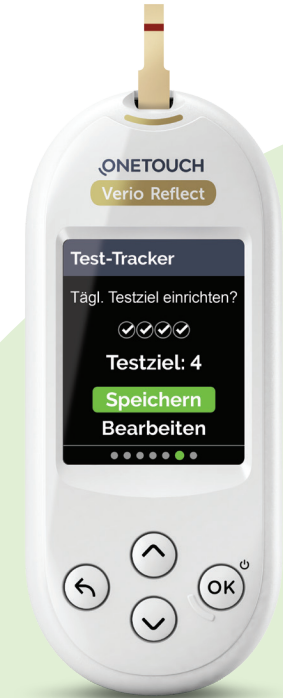 ONETOUCH
Verio Reflect
Test-Tracker
Tägl. Testziel einrichten?
Testziel: 4
Speichern
Bearbeiten
OK